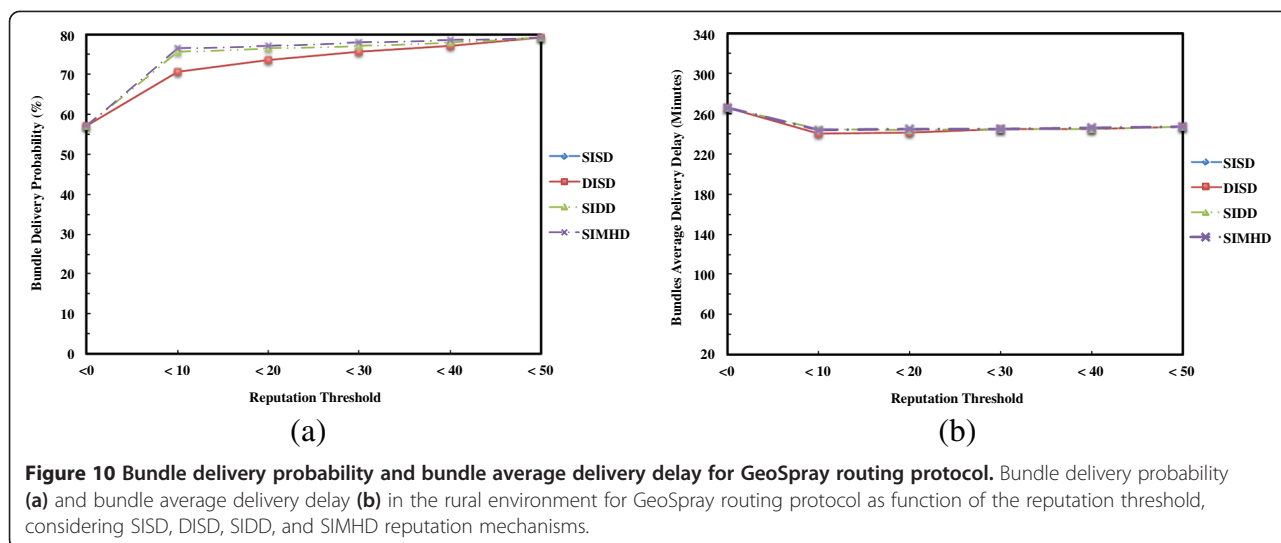 80
70
60
50
40
30
20
10
0
Bundle Delivery Probability (%)
<0
< 10
< 20
< 30
< 40
< 50
Reputation Threshold
SISD
DISD
SIDD
SIMHD
(a)
340
300
260
220
180
140
100
60
20
Bundles Average Delivery Delay (Minutes)
<0
< 10
< 20
< 30
< 40
< 50
Reputation Threshold
SISD
DISD
SIDD
SIMHD
(b)
Figure 10 Bundle delivery probability and bundle average delivery delay for GeoSpray routing protocol. Bundle delivery probability
(a) and bundle average delivery delay (b) in the rural environment for GeoSpray routing protocol as function of the reputation threshold,
considering SISD, DISD, SIDD, and SIMHD reputation mechanisms.